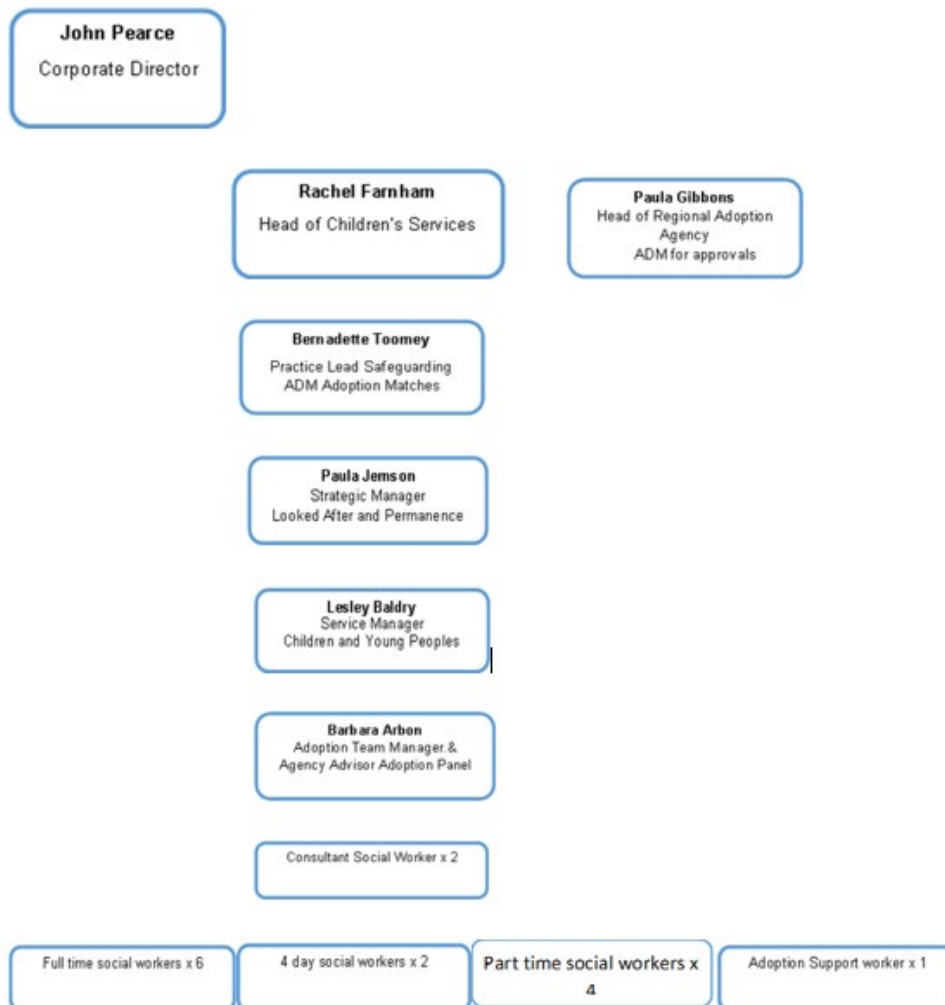 John Pearce
Corporate Director
Rachel Farnham
Head of Children's Services
Paula Gibbons
Head of Regional Adoption
Agency
ADM for approvals
Bernadette Toomey
Practice Lead Safeguarding
ADM Adoption Matches
Paula Jemson
Strategic Manager
Looked After and Permanence
Lesley Baldry
Service Manager
Children and Young Peoples
Barbara Arbon
Adoption Team Manager &
Agency Advisor Adoption Panel
Consultant Social Worker x 2
Full time social workers x 6
4 day social workers x 2
Part time social workers x
4
Adoption Support worker x 1